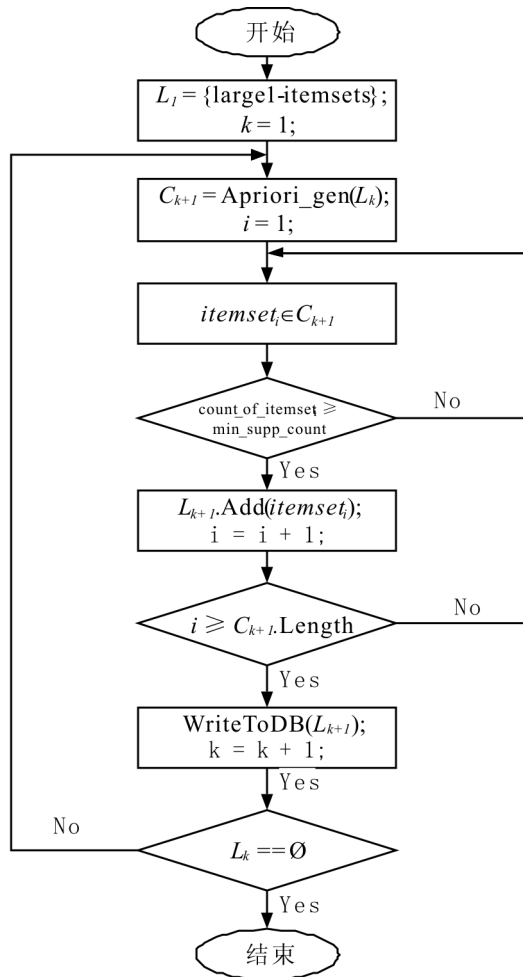 开始
L₁ = {large1-itemsets};
k = 1;
Cₖ₊₁ = Apriori_gen(Lₖ);
i = 1;
itemsetᵢ∈Cₖ₊₁
count_of_itemsetᵢ ≥
min_supp_count
No
Yes
Lₖ₊₁.Add(itemsetᵢ);
i = i + 1;
i ≥ Cₖ₊₁.Length
No
Yes
WriteToDB(Lₖ₊₁);
k = k + 1;
Yes
No
Lₖ == Ø
Yes
结束